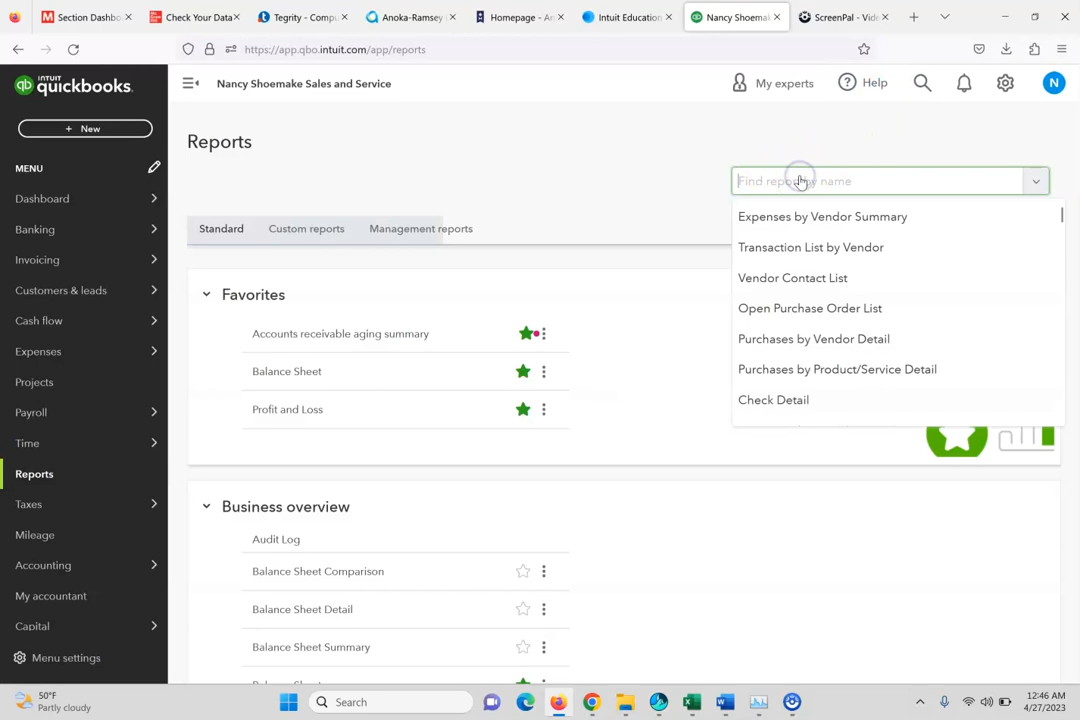 Section Dashbo
Check Your Data
Tegrity - Compu
Anoka-Ramsey
Homepage - An
Intuit Education
Nancy Shoemak
ScreenPal - Vid
https://app.qbo.intuit.com/app/reports
INTUIT
quickbooks.
Nancy Shoemake Sales and Service
My experts
Help
N
+ New
MENU
Dashboard
Banking
Invoicing
Customers & leads
Cash flow
Expenses
Projects
Payroll
Time
Reports
Taxes
Mileage
Accounting
My accountant
Capital
Menu settings
Reports
Find report by name
Expenses by Vendor Summary
Transaction List by Vendor
Vendor Contact List
Open Purchase Order List
Purchases by Vendor Detail
Purchases by Product/Service Detail
Check Detail
Standard Custom reports Management reports
Favorites
Accounts receivable aging summary
Balance Sheet
Profit and Loss
Business overview
Audit Log
Balance Sheet Comparison
Balance Sheet Detail
Balance Sheet Summary
50°F
Partly cloudy
Search
12:46 AM
4/27/2023